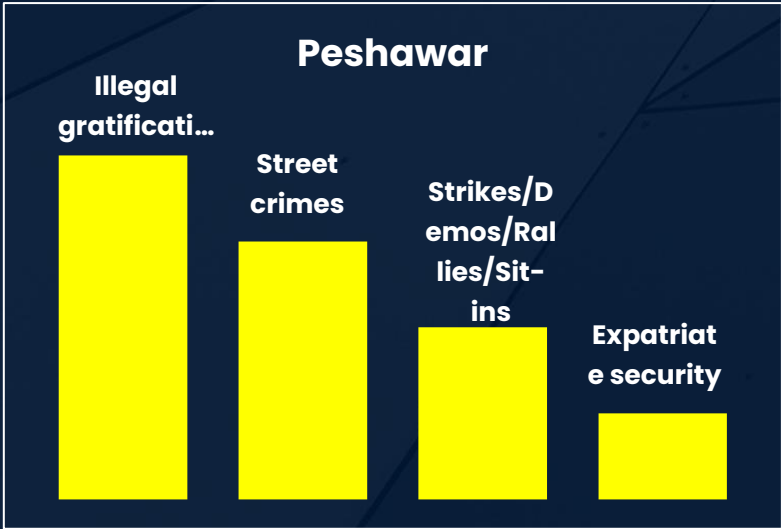 Peshawar
Illegal
gratificati...
Street
crimes
Strikes/D
emos/Ral
lies/Sit-
ins
Expatriat
e security